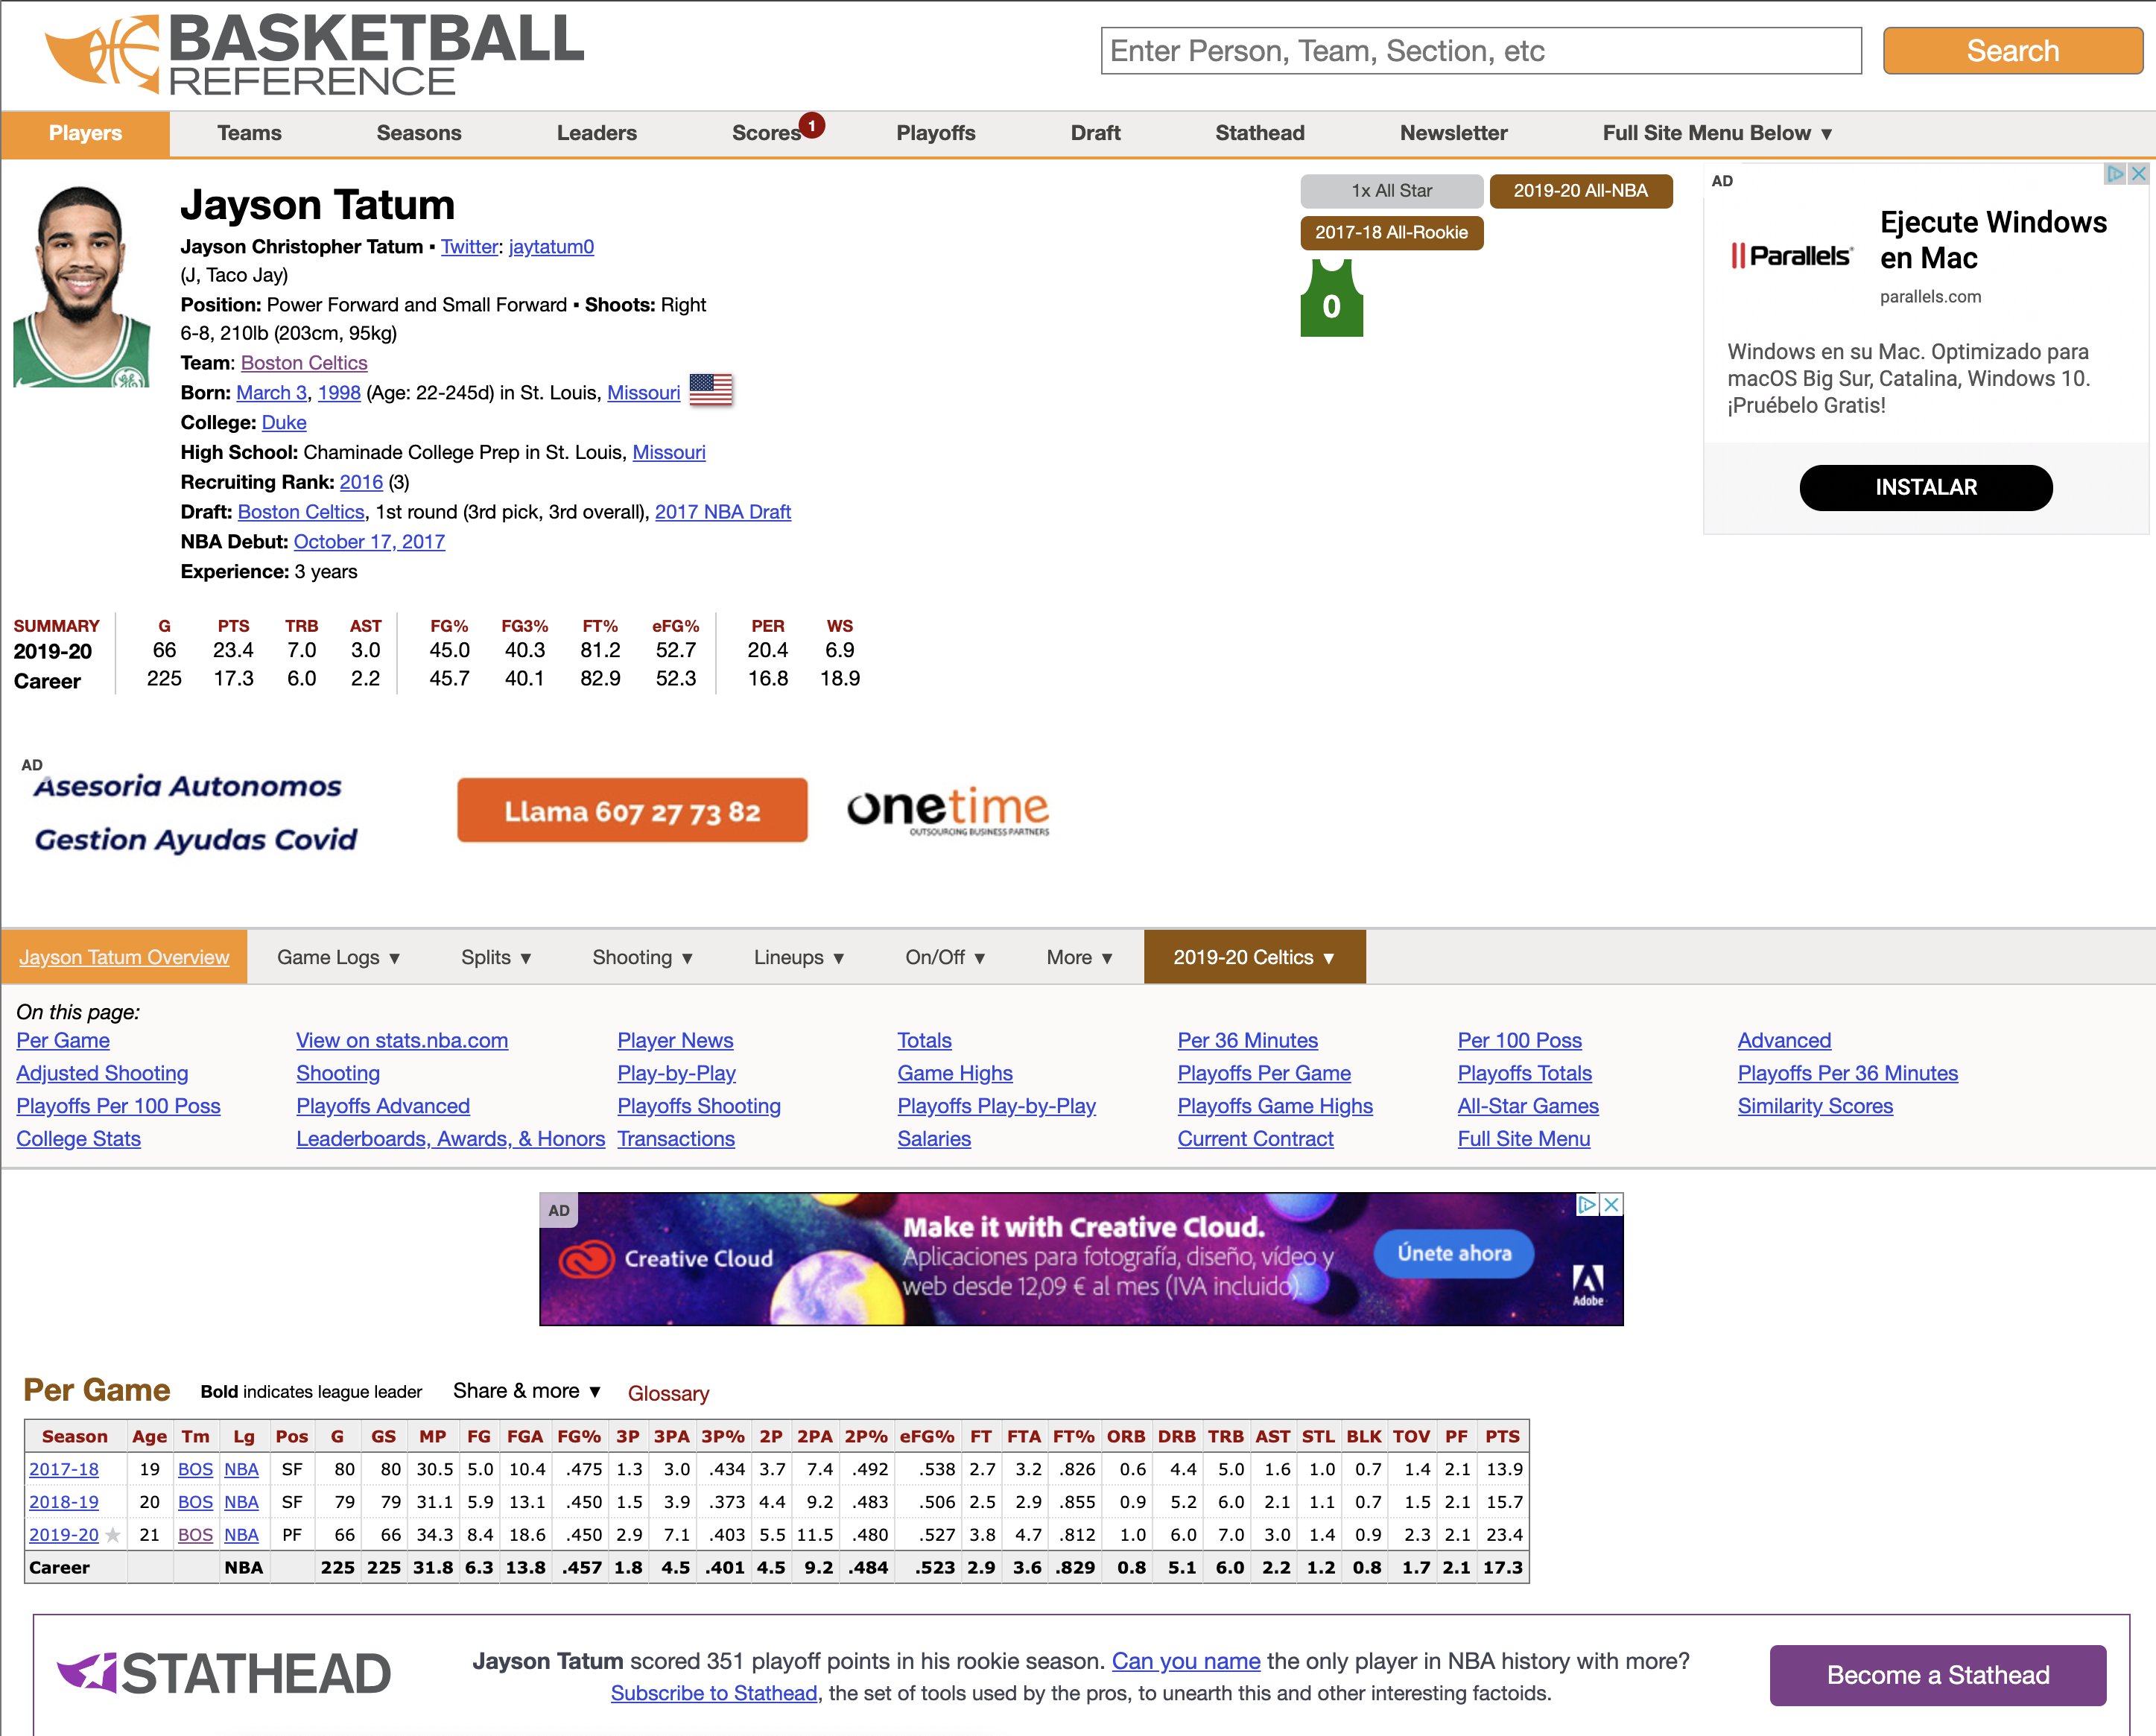 BASKETBALL
REFERENCE
Enter Person, Team, Section, etc
Search
Players Teams Seasons Leaders Scores 1 Playoffs Draft Stathead Newsletter Full Site Menu Below ▼
Jayson Tatum
Jayson Christopher Tatum ▪ Twitter: jaytatum0
(J, Taco Jay)
Position: Power Forward and Small Forward ▪ Shoots: Right
6-8, 210lb (203cm, 95kg)
Team: Boston Celtics
Born: March 3, 1998 (Age: 22-245d) in St. Louis, Missouri
College: Duke
High School: Chaminade College Prep in St. Louis, Missouri
Recruiting Rank: 2016 (3)
Draft: Boston Celtics, 1st round (3rd pick, 3rd overall), 2017 NBA Draft
NBA Debut: October 17, 2017
Experience: 3 years
1x All Star 2019-20 All-NBA
2017-18 All-Rookie
0
AD
Parallels
Ejecute Windows
en Mac
parallels.com
Windows en su Mac. Optimizado para
macOS Big Sur, Catalina, Windows 10.
¡Pruébelo Gratis!
INSTALAR
SUMMARY G PTS TRB AST FG% FG3% FT% eFG% PER WS
2019-20 66 23.4 7.0 3.0 45.0 40.3 81.2 52.7 20.4 6.9
Career 225 17.3 6.0 2.2 45.7 40.1 82.9 52.3 16.8 18.9
AD
Asesoria Autonomos
Gestion Ayudas Covid
Llama 607 27 73 82
onetime
OUTSOURCING BUSINESS PARTNERS
Jayson Tatum Overview Game Logs ▼ Splits ▼ Shooting ▼ Lineups ▼ On/Off ▼ More ▼ 2019-20 Celtics ▼
On this page:
Per Game View on stats.nba.com Player News Totals Per 36 Minutes Per 100 Poss Advanced
Adjusted Shooting Shooting Play-by-Play Game Highs Playoffs Per Game Playoffs Totals Playoffs Per 36 Minutes
Playoffs Per 100 Poss Playoffs Advanced Playoffs Shooting Playoffs Play-by-Play Playoffs Game Highs All-Star Games Similarity Scores
College Stats Leaderboards, Awards, & Honors Transactions Salaries Current Contract Full Site Menu
AD
Creative Cloud
Make it with Creative Cloud.
Aplicaciones para fotografía, diseño, vídeo y
web desde 12,09 € al mes (IVA incluido).
Únete ahora
Adobe
Per Game Bold indicates league leader Share & more ▼ Glossary
Season Age Tm Lg Pos G GS MP FG FGA FG% 3P 3PA 3P% 2P 2PA 2P% eFG% FT FTA FT% ORB DRB TRB AST STL BLK TOV PF PTS
2017-18 19 BOS NBA SF 80 80 30.5 5.0 10.4 .475 1.3 3.0 .434 3.7 7.4 .492 .538 2.7 3.2 .826 0.6 4.4 5.0 1.6 1.0 0.7 1.4 2.1 13.9
2018-19 20 BOS NBA SF 79 79 31.1 5.9 13.1 .450 1.5 3.9 .373 4.4 9.2 .483 .506 2.5 2.9 .855 0.9 5.2 6.0 2.1 1.1 0.7 1.5 2.1 15.7
2019-20 ★ 21 BOS NBA PF 66 66 34.3 8.4 18.6 .450 2.9 7.1 .403 5.5 11.5 .480 .527 3.8 4.7 .812 1.0 6.0 7.0 3.0 1.4 0.9 2.3 2.1 23.4
Career NBA 225 225 31.8 6.3 13.8 .457 1.8 4.5 .401 4.5 9.2 .484 .523 2.9 3.6 .829 0.8 5.1 6.0 2.2 1.2 0.8 1.7 2.1 17.3
STATHEAD
Jayson Tatum scored 351 playoff points in his rookie season. Can you name the only player in NBA history with more?
Subscribe to Stathead, the set of tools used by the pros, to unearth this and other interesting factoids.
Become a Stathead